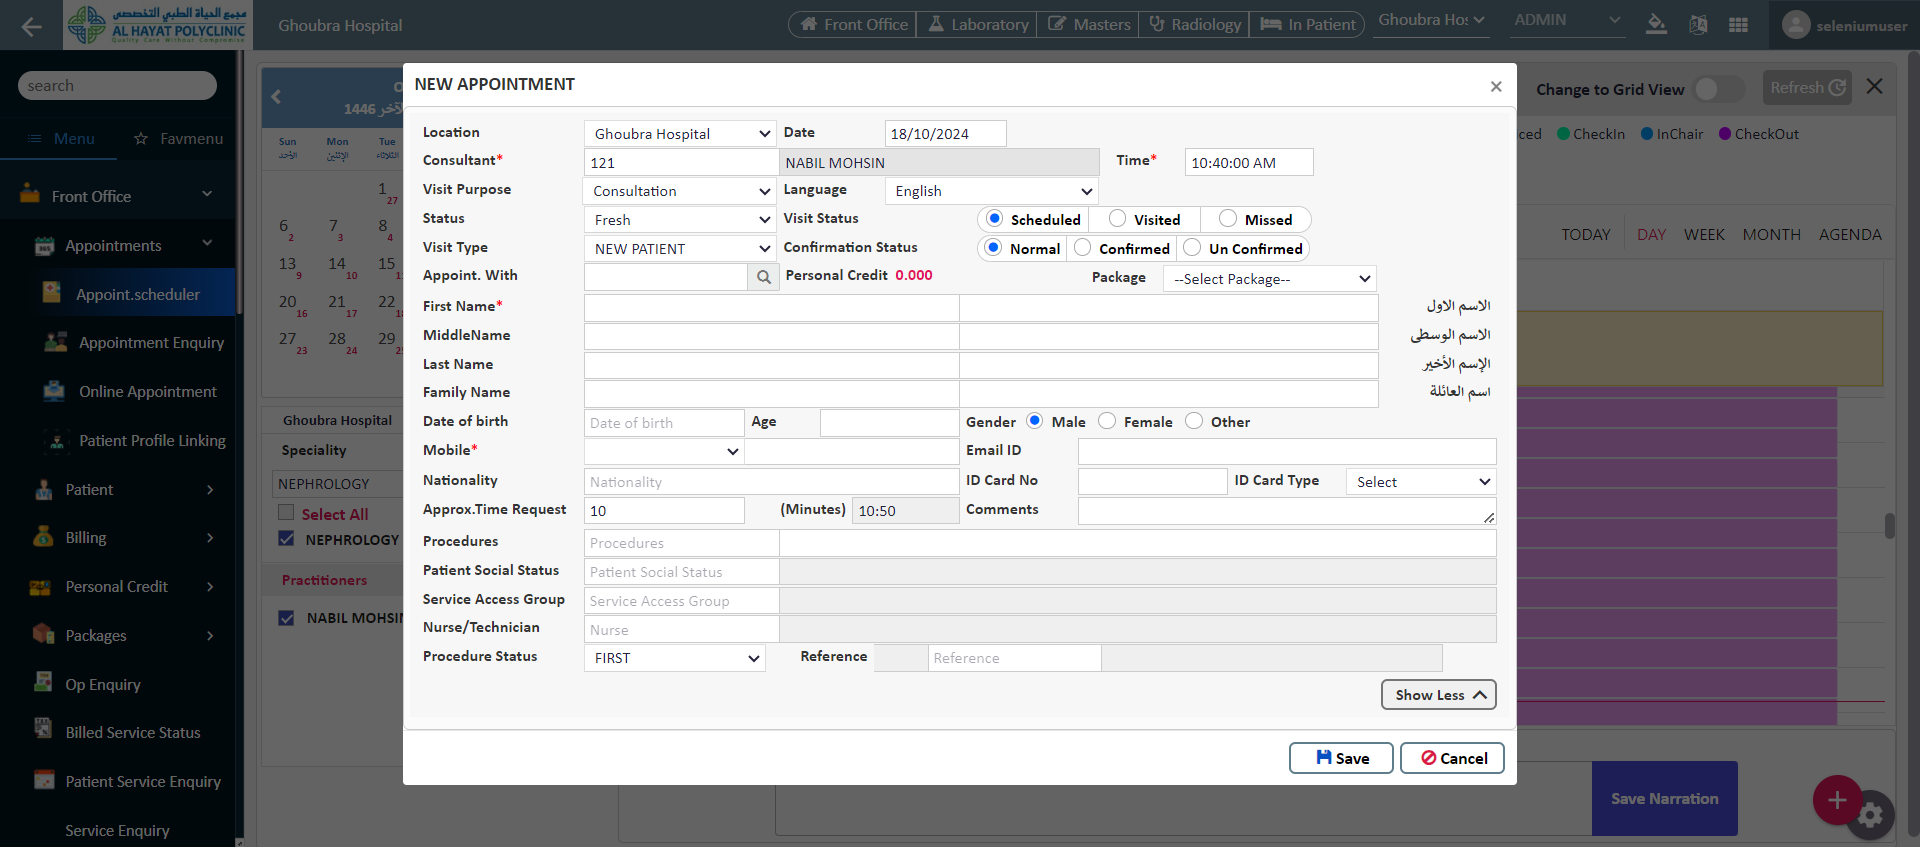 مجمع الحياة الطبي التخصصي
AL HAYAT POLYCLINIC
Quality Care Without Compromise
Ghoubra Hospital
Front Office
Laboratory
Masters
Radiology
In Patient
ADMIN
seleniumuser
search
Menu
Favmenu
Front Office
Appointments
Appoint.scheduler
Appointment Enquiry
Online Appointment
Patient Profile Linking
Patient
Billing
Personal Credit
Packages
Op Enquiry
Billed Service Status
Patient Service Enquiry
Service Enquiry
1446
Sun Mon Tue
الأحد الإثنين الثلاثاء
1
27
6 7 8
2 3 4
13 14 15
9 10
20 21 22
16 17
27 28 29
23 24
Ghoubra Hospital
Speciality
NEPHROLOGY
Select All
NEPHROLOGY
Practitioners
Change to Grid View
Refresh
CheckIn InChair CheckOut
TODAY DAY WEEK MONTH AGENDA
Save Narration
NEW APPOINTMENT
Location Ghoubra Hospital Date 18/10/2024
Consultant* 121 NABIL MOHSIN Time* 10:40:00 AM
Visit Purpose Consultation Language English
Status Fresh Visit Status Scheduled Visited Missed
Visit Type NEW PATIENT Confirmation Status Normal Confirmed Un Confirmed
Appoint. With Personal Credit 0.000 Package --Select Package--
First Name* الاسم الاول
MiddleName الاسم الوسطى
Last Name الإسم الأخير
Family Name اسم العائلة
Date of birth Date of birth Age Gender Male Female Other
Mobile* Email ID
Nationality Nationality ID Card No ID Card Type Select
Approx.Time Request 10 (Minutes) 10:50 Comments
Procedures Procedures
Patient Social Status Patient Social Status
Service Access Group Service Access Group
Nurse/Technician Nurse
Procedure Status FIRST Reference Reference
Show Less
Save Cancel